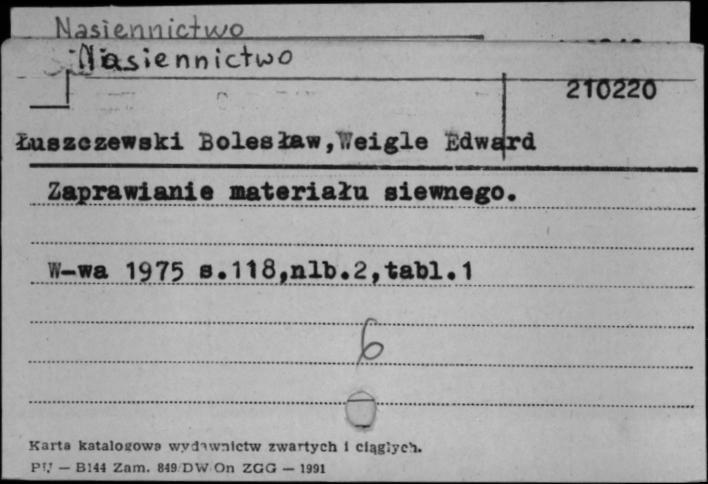 Nasiennictwo
Nasiennictwo
210220
Łuszczewski Bolesław,Weigle Edward
Zaprawianie materiału siewnego.
W-wa 1975 s.118,nlb.2,tabl.1
6
Karta katalogowa wydawnictw zwartych i ciągłych.
PU — B144 Zam. 849/DW/On ZGG — 1991